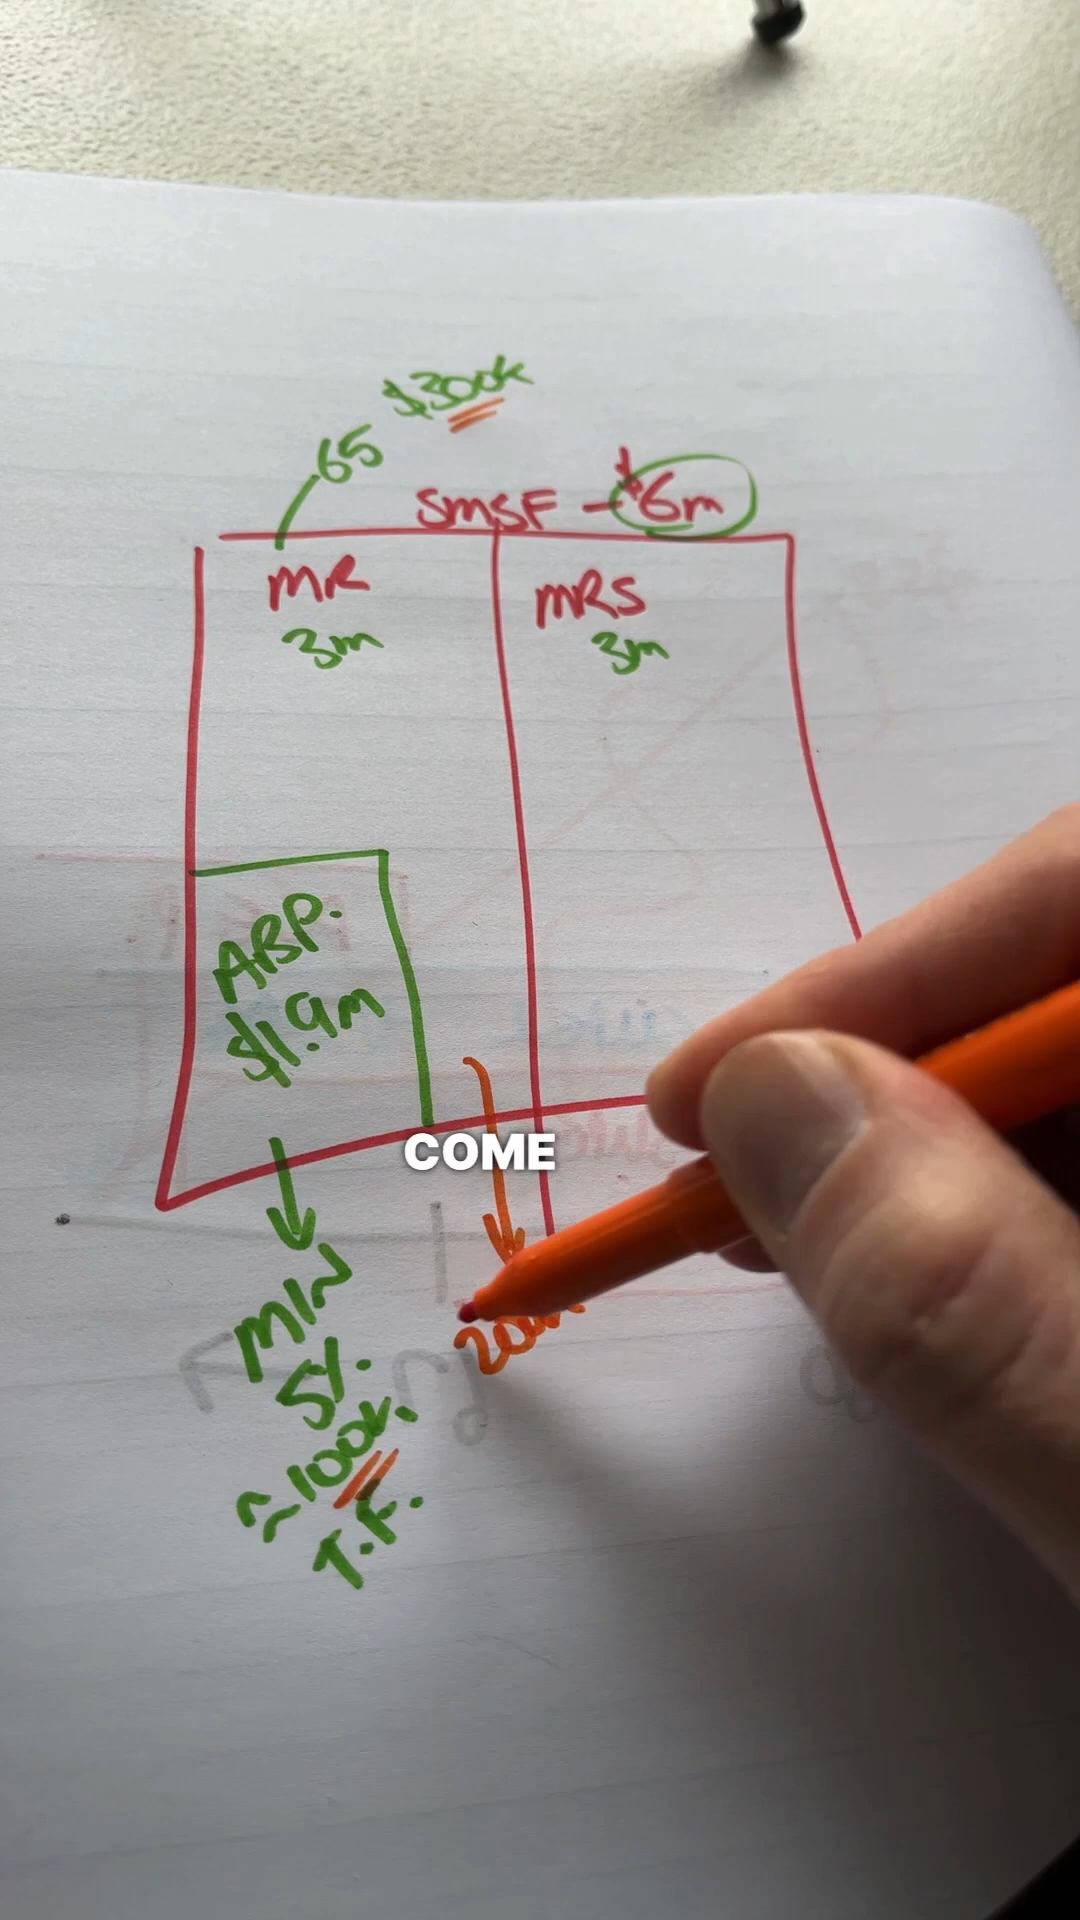 $300k
65
SMSF - $6m
MR
MRS
3m
3m
ABP.
$1.9m
COME
MIN
5%.
≈100k.
T.F.